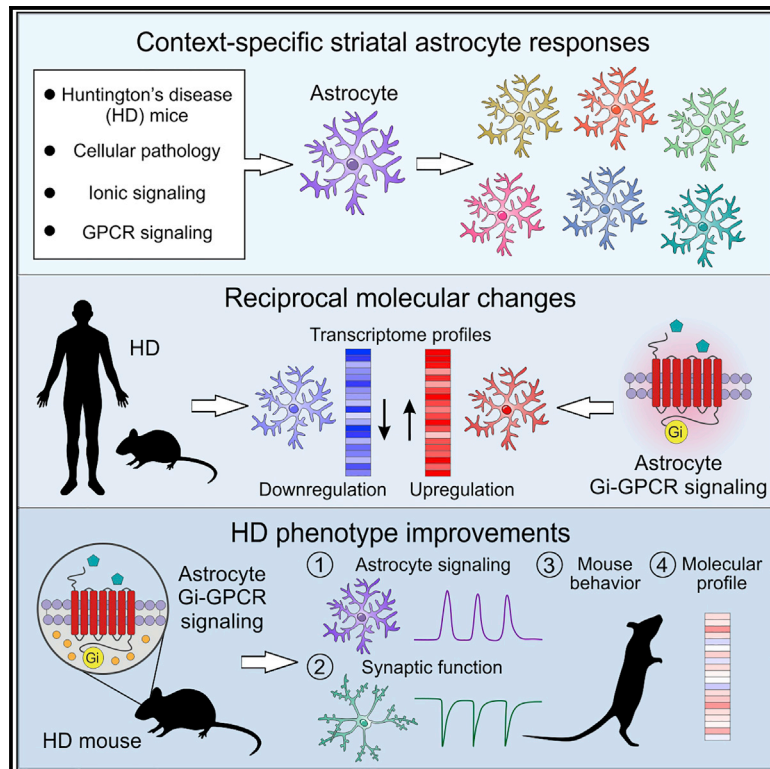 Context-specific striatal astrocyte responses
● Huntington's disease
(HD) mice
● Cellular pathology
● Ionic signaling
● GPCR signaling
Astrocyte
Reciprocal molecular changes
HD
Transcriptome profiles
Downregulation
Upregulation
Gi
Astrocyte
Gi-GPCR signaling
HD phenotype improvements
Gi
HD mouse
Astrocyte
Gi-GPCR
signaling
1 Astrocyte signaling
2 Synaptic function
3 Mouse
behavior
4 Molecular
profile